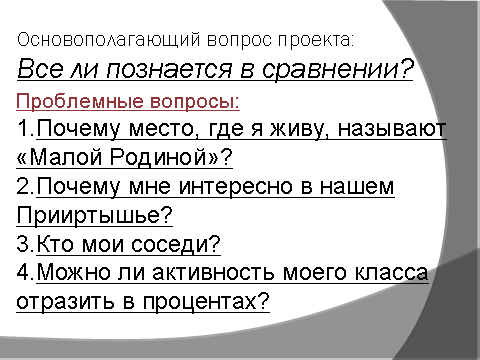 Основополагающий вопрос проекта:
Все ли познается в сравнении?
Проблемные вопросы:
1.Почему место, где я живу, называют
«Малой Родиной»?
2.Почему мне интересно в нашем
Прииртышье?
3.Кто мои соседи?
4.Можно ли активность моего класса
отразить в процентах?